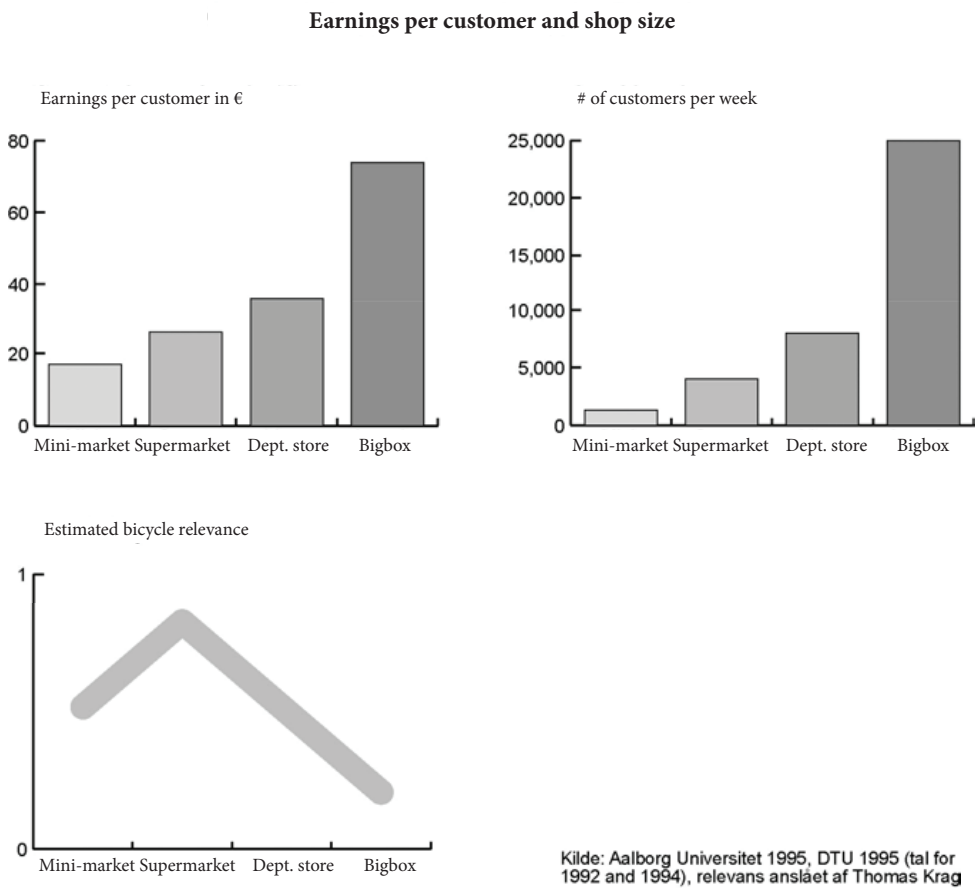 Earnings per customer and shop size
Earnings per customer in €
80
60
40
20
0
Mini-market Supermarket Dept. store Bigbox
# of customers per week
25,000
20,000
15,000
10,000
5,000
0
Mini-market Supermarket Dept. store Bigbox
Estimated bicycle relevance
1
0
Mini-market Supermarket Dept. store Bigbox
Kilde: Aalborg Universitet 1995, DTU 1995 (tal for
1992 and 1994), relevans anslået af Thomas Krag